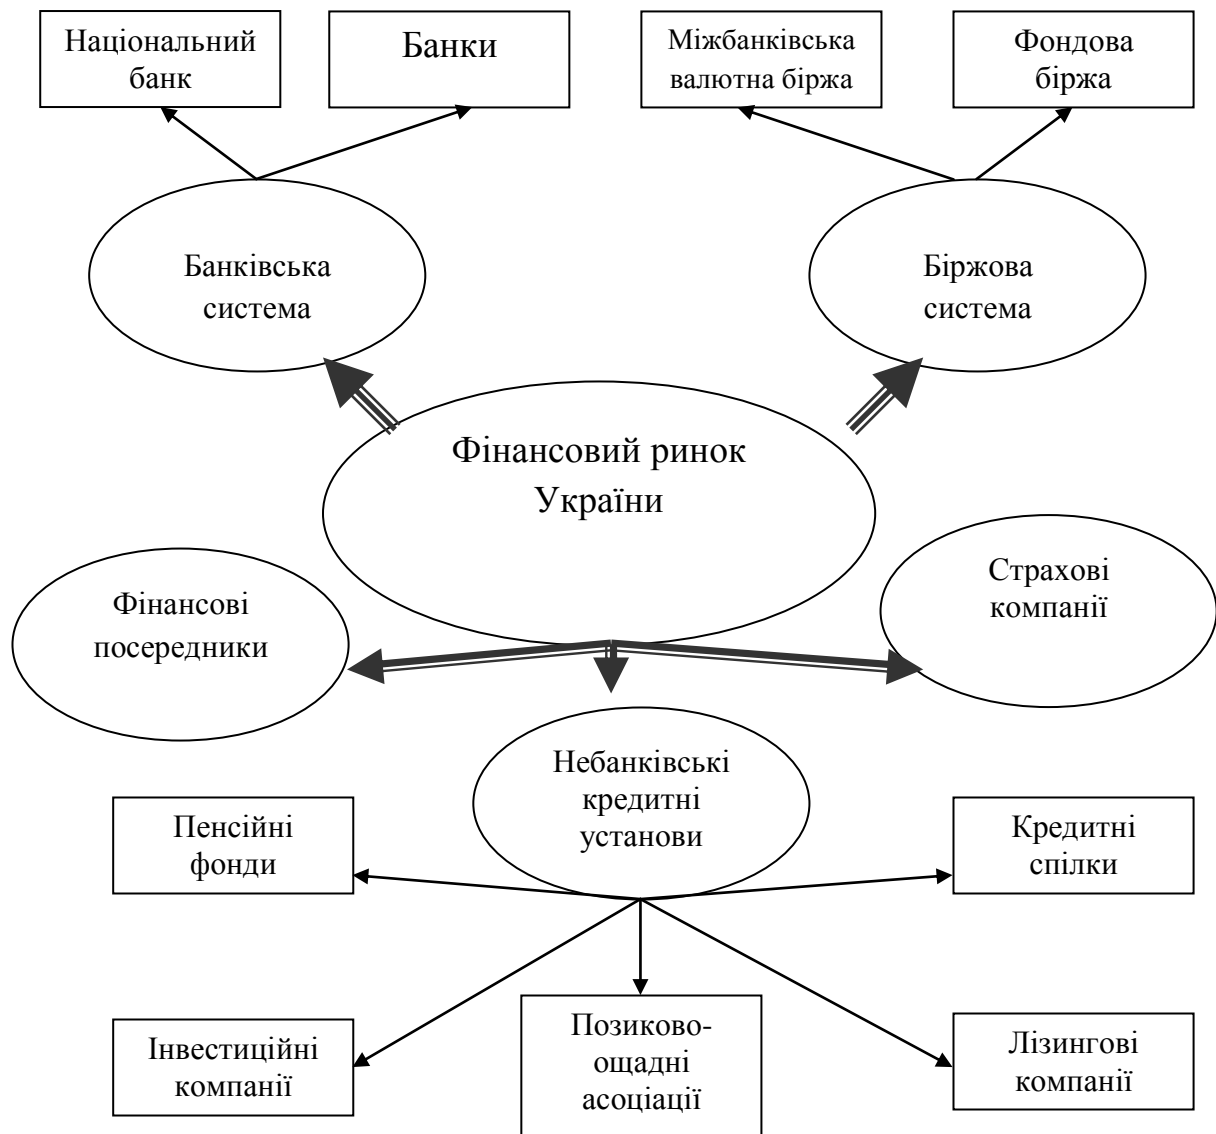 Національний
банк
Банки
Міжбанківська
валютна біржа
Фондова
біржа
Банківська
система
Біржова
система
Фінансовий ринок
України
Фінансові
посередники
Страхові
компанії
Небанківські
кредитні
установи
Пенсійні
фонди
Кредитні
спілки
Інвестиційні
компанії
Позиково-
ощадні
асоціації
Лізингові
компанії